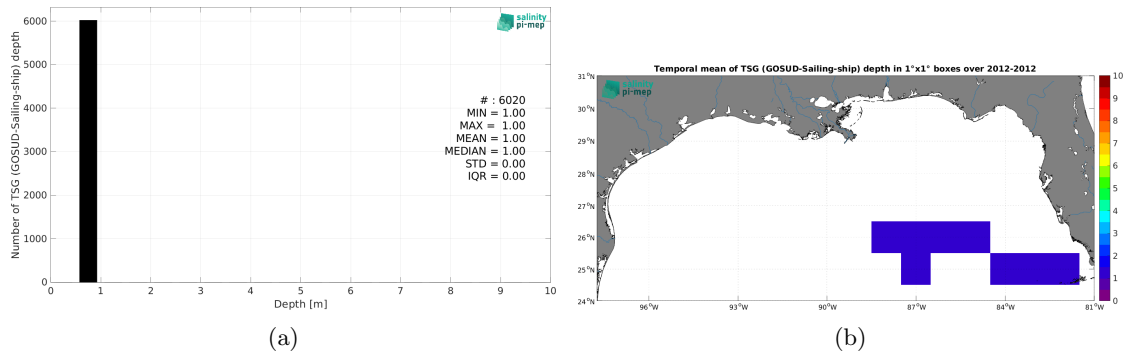 6000
5000
4000
3000
2000
1000
0
Number of TSG (GOSUD-Sailing-ship) depth
salinity
pi-mep
# : 6020
MIN = 1.00
MAX = 1.00
MEAN = 1.00
MEDIAN = 1.00
STD = 0.00
IQR = 0.00
0 1 2 3 4 5 6 7 8 9 10
Depth [m]
(a)
Temporal mean of TSG (GOSUD-Sailing-ship) depth in 1°x1° boxes over 2012-2012
salinity
pi-mep
31°N
30°N
29°N
28°N
27°N
26°N
25°N
24°N
96°W 93°W 90°W 87°W 84°W 81°W
10
9
8
7
6
5
4
3
2
1
0
(b)